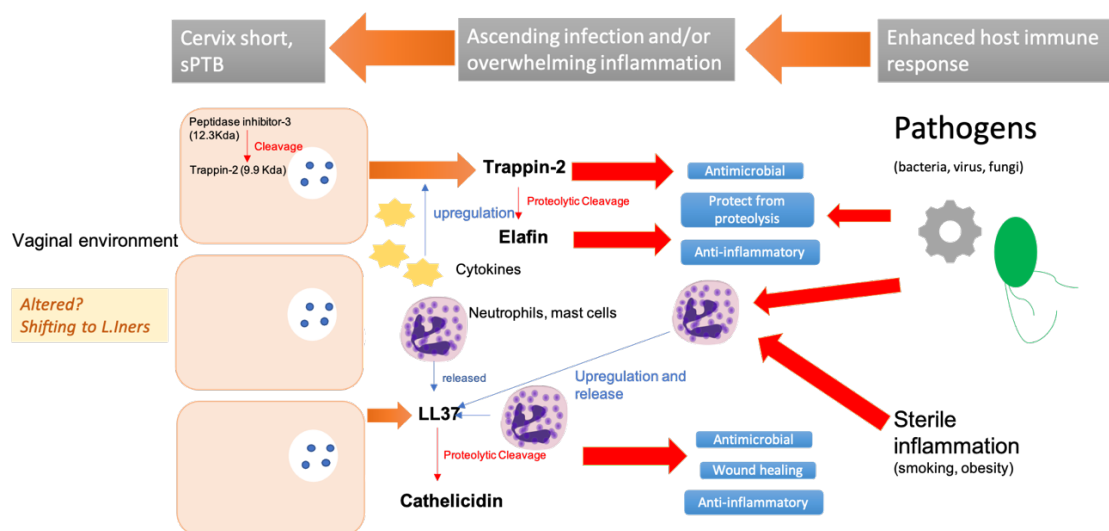 Cervix short,
sPTB
Ascending infection and/or
overwhelming inflammation
Enhanced host immune
response
Peptidase inhibitor-3
(12.3Kda)
Cleavage
Trappin-2 (9.9 Kda)
Trappin-2
Proteolytic Cleavage
upregulation
Elafin
Cytokines
Antimicrobial
Protect from
proteolysis
Anti-inflammatory
Pathogens
(bacteria, virus, fungi)
Vaginal environment
Altered?
Shifting to L.Iners
Neutrophils, mast cells
released
Upregulation and
release
LL37
Proteolytic Cleavage
Cathelicidin
Antimicrobial
Wound healing
Anti-inflammatory
Sterile
inflammation
(smoking, obesity)